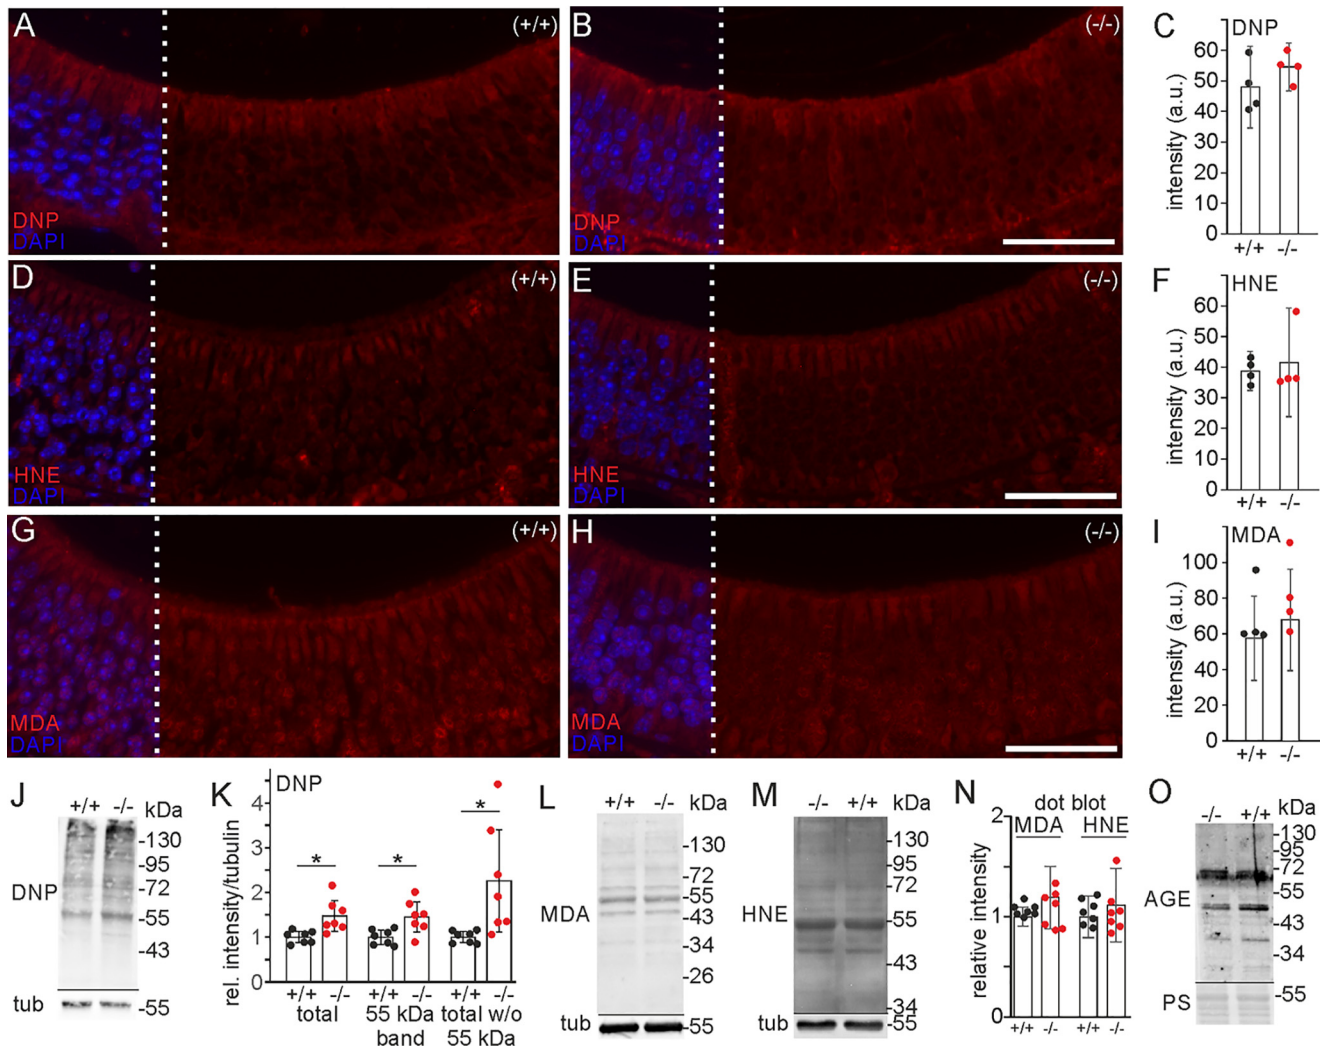 A
(+/+)
DNP
DAPI
B
(-/-)
DNP
DAPI
C
DNP
intensity (a.u.)
60
50
40
30
20
10
0
+/+ -/-
D
(+/+)
HNE
DAPI
E
(-/-)
HNE
DAPI
F
HNE
intensity (a.u.)
60
50
40
30
20
10
0
+/+ -/-
G
(+/+)
MDA
DAPI
H
(-/-)
MDA
DAPI
I
MDA
intensity (a.u.)
100
80
60
40
20
0
+/+ -/-
J
+/+ -/- kDa
DNP
-130
-95
-72
-55
-43
tub
-55
K
DNP
rel. intensity/tubulin
4
3
2
1
0
* * *
+/+ -/- +/+ -/- +/+ -/-
total 55 kDa total w/o
band 55 kDa
L
+/+ -/- kDa
MDA
-72
-55
-43
-34
-26
tub
-55
M
-/- +/+ kDa
HNE
-130
-95
-72
-55
-43
-34
tub
-55
N
dot blot
MDA HNE
relative intensity
2
1
0
+/+ -/- +/+ -/-
O
-/- +/+ kDa
AGE
-130
-95
-72
-55
-43
-34
PS
-55